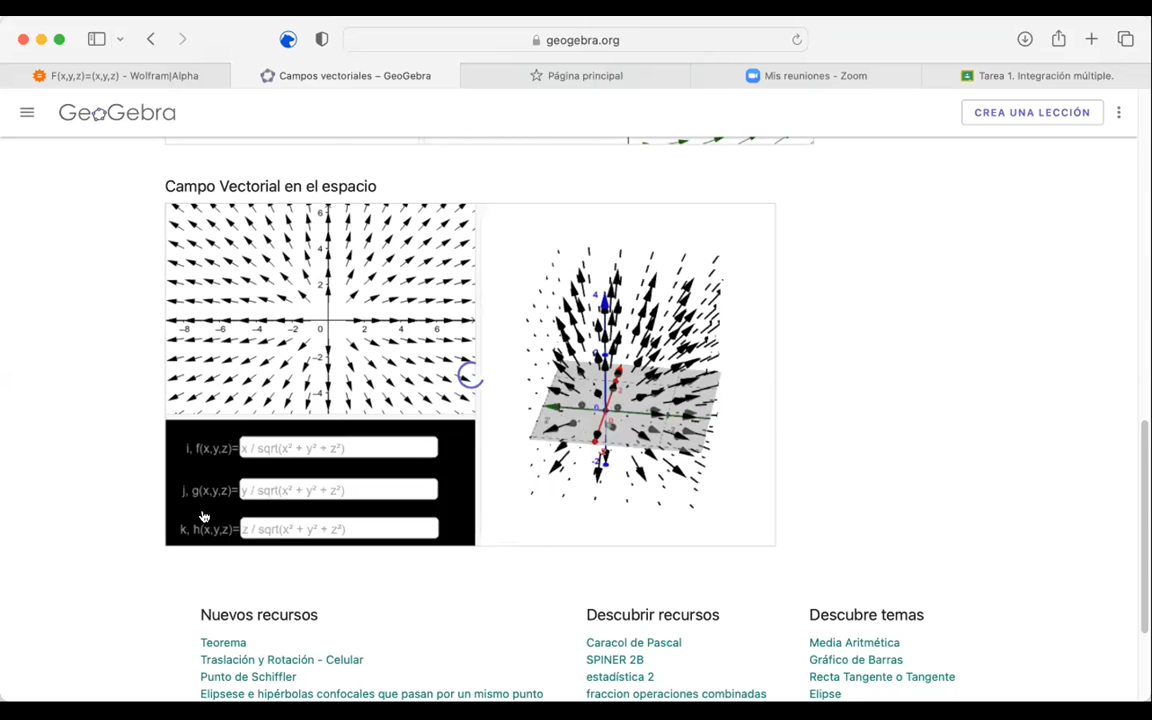 geogebra.org
F(x,y,z)=(x,y,z) - Wolfram|Alpha
Campos vectoriales – GeoGebra
Página principal
Mis reuniones - Zoom
Tarea 1. Integración múltiple.
GeoGebra
CREA UNA LECCIÓN
Campo Vectorial en el espacio
6
4
2
−8 −6 −4 −2 0 2 4 6
−2
−4
4
0
-2
i, f(x,y,z)= x / sqrt(x² + y² + z²)
j, g(x,y,z)= y / sqrt(x² + y² + z²)
k, h(x,y,z)= z / sqrt(x² + y² + z²)
Nuevos recursos
Teorema
Traslación y Rotación - Celular
Punto de Schiffler
Elipsese e hipérbolas confocales que pasan por un mismo punto
Descubrir recursos
Caracol de Pascal
SPINER 2B
estadística 2
fraccion operaciones combinadas
Descubre temas
Media Aritmética
Gráfico de Barras
Recta Tangente o Tangente
Elipse